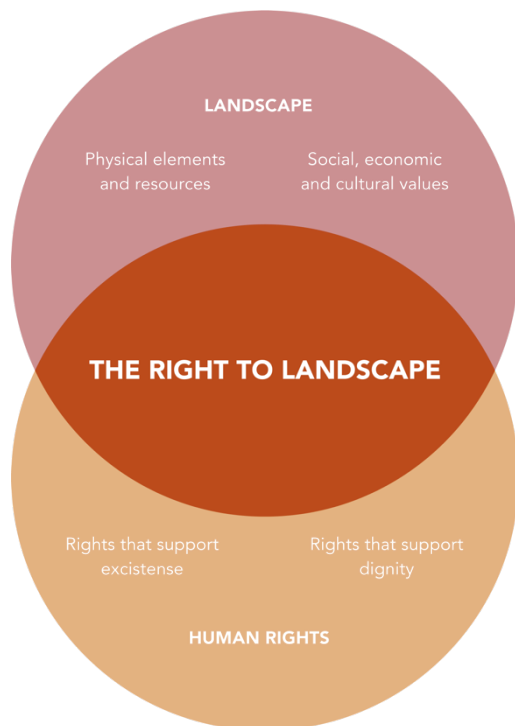 LANDSCAPE
Physical elements
and resources
Social, economic
and cultural values
THE RIGHT TO LANDSCAPE
Rights that support
excistense
Rights that support
dignity
HUMAN RIGHTS